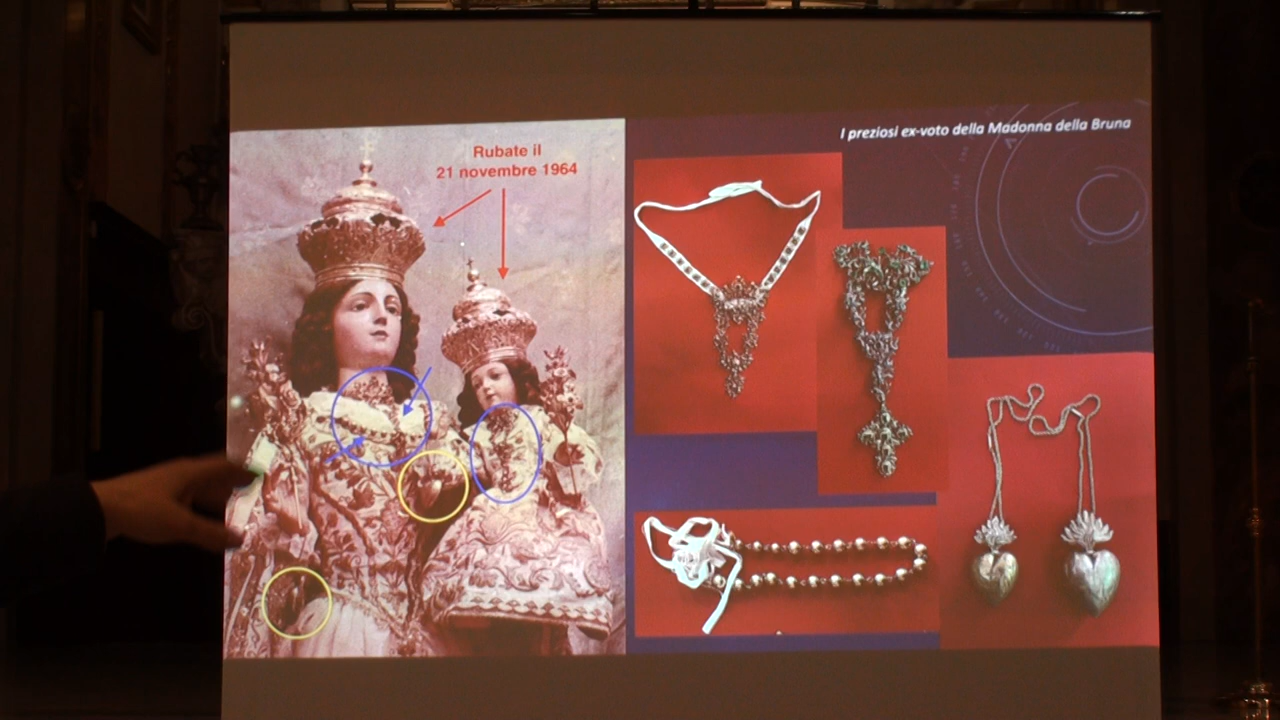 Rubate il
21 novembre 1964
I preziosi ex-voto della Madonna della Bruna